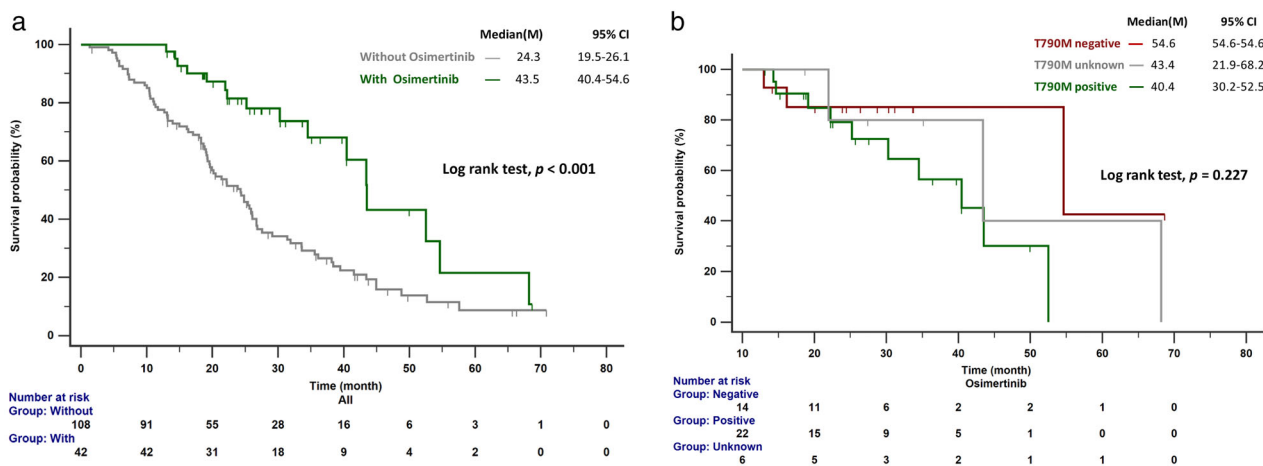 a
Median(M) 95% CI
Without Osimertinib 24.3 19.5-26.1
With Osimertinib 43.5 40.4-54.6
Log rank test, p < 0.001
Survival probability (%)
100
80
60
40
20
0
0 10 20 30 40 50 60 70 80
Time (month)
All
Number at risk
Group: Without
108 91 55 28 16 6 3 1 0
Group: With
42 42 31 18 9 4 2 0 0
b
Median(M) 95% CI
T790M negative 54.6 54.6-54.6
T790M unknown 43.4 21.9-68.2
T790M positive 40.4 30.2-52.5
Log rank test, p = 0.227
Survival probability (%)
100
80
60
40
20
0
10 20 30 40 50 60 70 80
Time (month)
Osimertinib
Number at risk
Group: Negative
14 11 6 2 2 1 0
Group: Positive
22 15 9 5 1 0 0
Group: Unknown
6 5 3 2 1 1 0